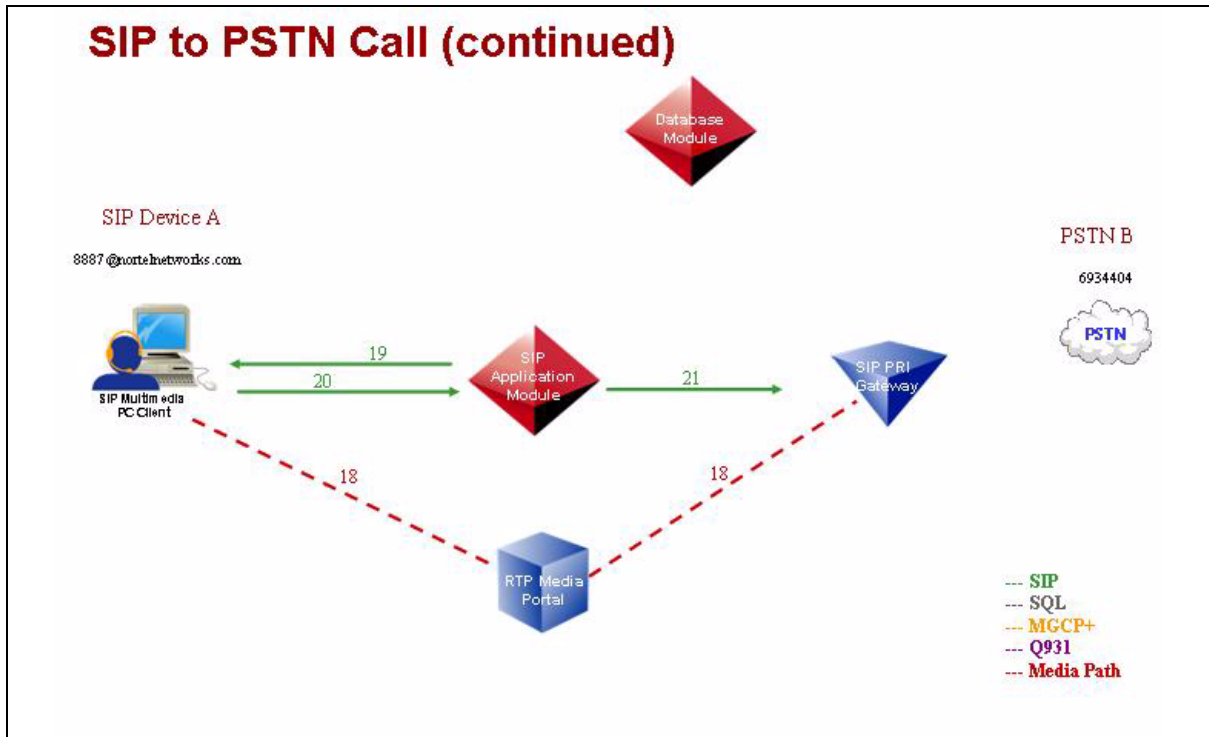 SIP to PSTN Call (continued)
Database
Module
SIP Device A
8887@nortelnetworks.com
PSTN B
6934404
PSTN
19
20
SIP
Application
Module
21
SIP PRI
Gateway
SIP Multimedia
PC Client
18
18
RTP Media
Portal
--- SIP
--- SQL
--- MGCP+
--- Q931
--- Media Path